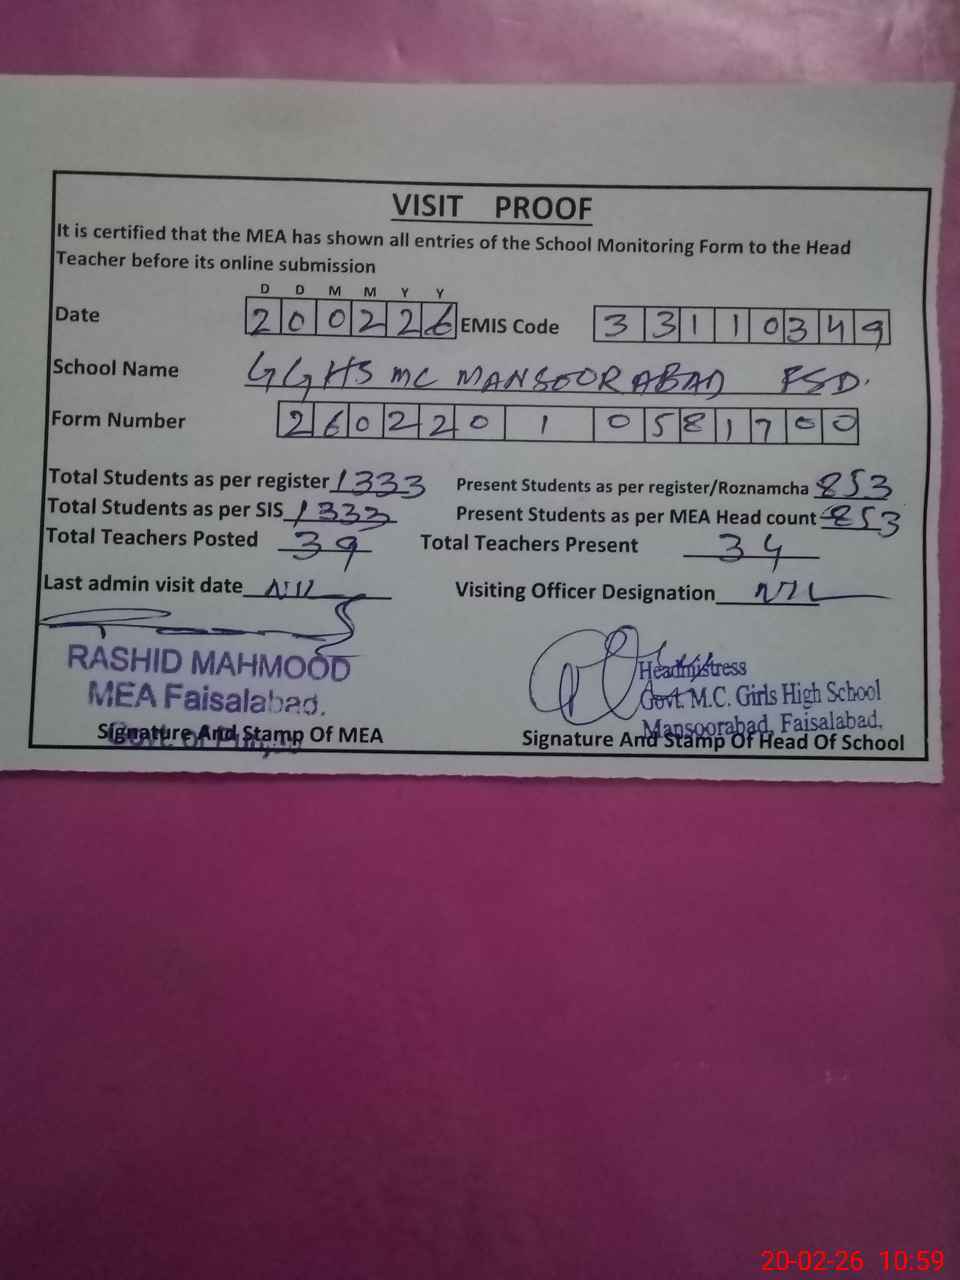 VISIT PROOF
It is certified that the MEA has shown all entries of the School Monitoring Form to the Head
Teacher before its online submission
D D M M Y Y
Date 2 0 0 2 2 6 EMIS Code 3 3 1 1 0 3 4 9
School Name GGHS MC MANSOORABAD FSD.
Form Number 2 6 0 2 2 0 1 0 5 8 1 7 0 0
Total Students as per register 1333 Present Students as per register/Roznamcha 853
Total Students as per SIS 1333 Present Students as per MEA Head count 853
Total Teachers Posted 39 Total Teachers Present 34
Last admin visit date Nil Visiting Officer Designation NIL
RASHID MAHMOOD
MEA Faisalabad.
Govt. of Punjab
Signature And Stamp Of MEA
Headmistress
Govt. M.C. Girls High School
Mansoorabad, Faisalabad.
Signature And Stamp Of Head Of School
20-02-26 10:59